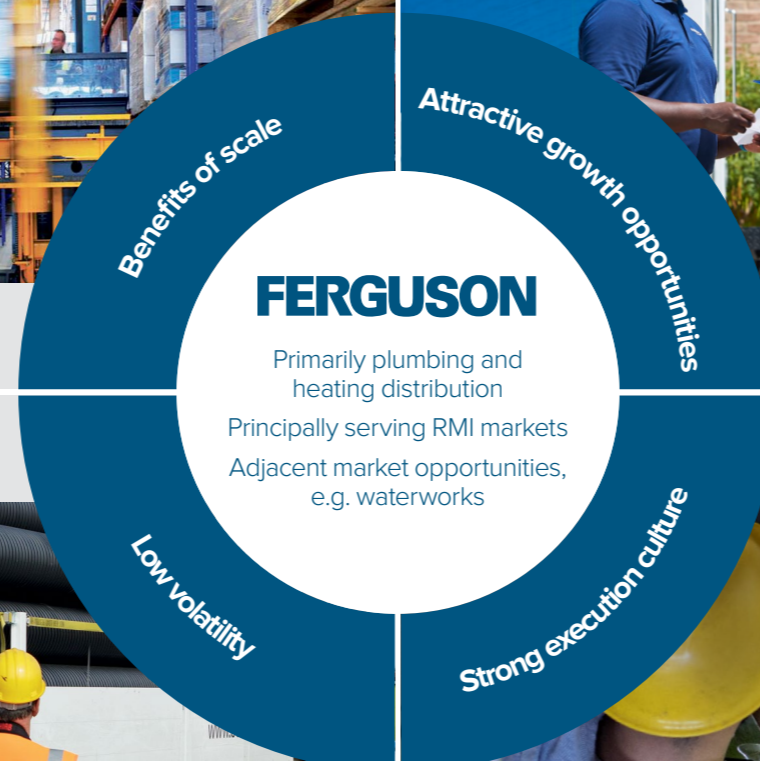 Benefits of scale
Attractive growth opportunities
FERGUSON
Primarily plumbing and
heating distribution
Principally serving RMI markets
Adjacent market opportunities,
e.g. waterworks
Low volatility
Strong execution culture